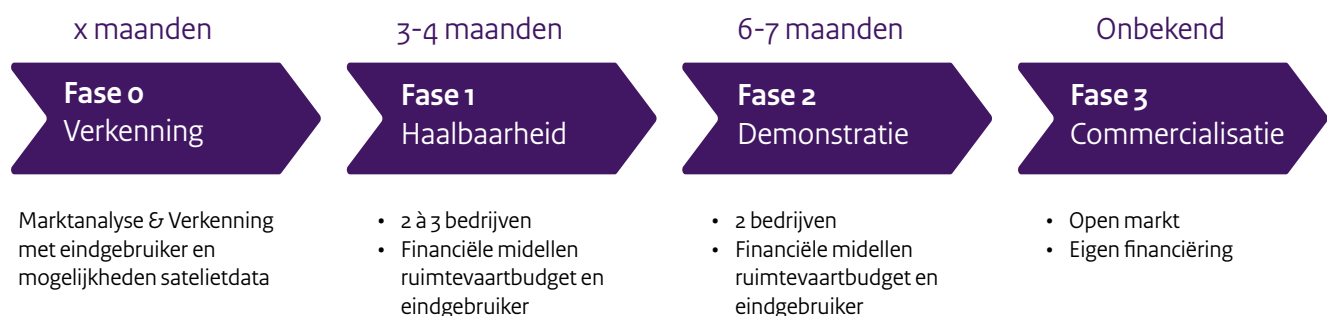 x maanden
3-4 maanden
6-7 maanden
Onbekend
Fase 0
Verkenning
Fase 1
Haalbaarheid
Fase 2
Demonstratie
Fase 3
Commercialisatie
Marktanalyse & Verkenning
met eindgebruiker en
mogelijkheden satelietdata
• 2 à 3 bedrijven
• Financiële midellen
ruimtevaartbudget en
eindgebruiker
• 2 bedrijven
• Financiële midellen
ruimtevaartbudget en
eindgebruiker
• Open markt
• Eigen financiëring